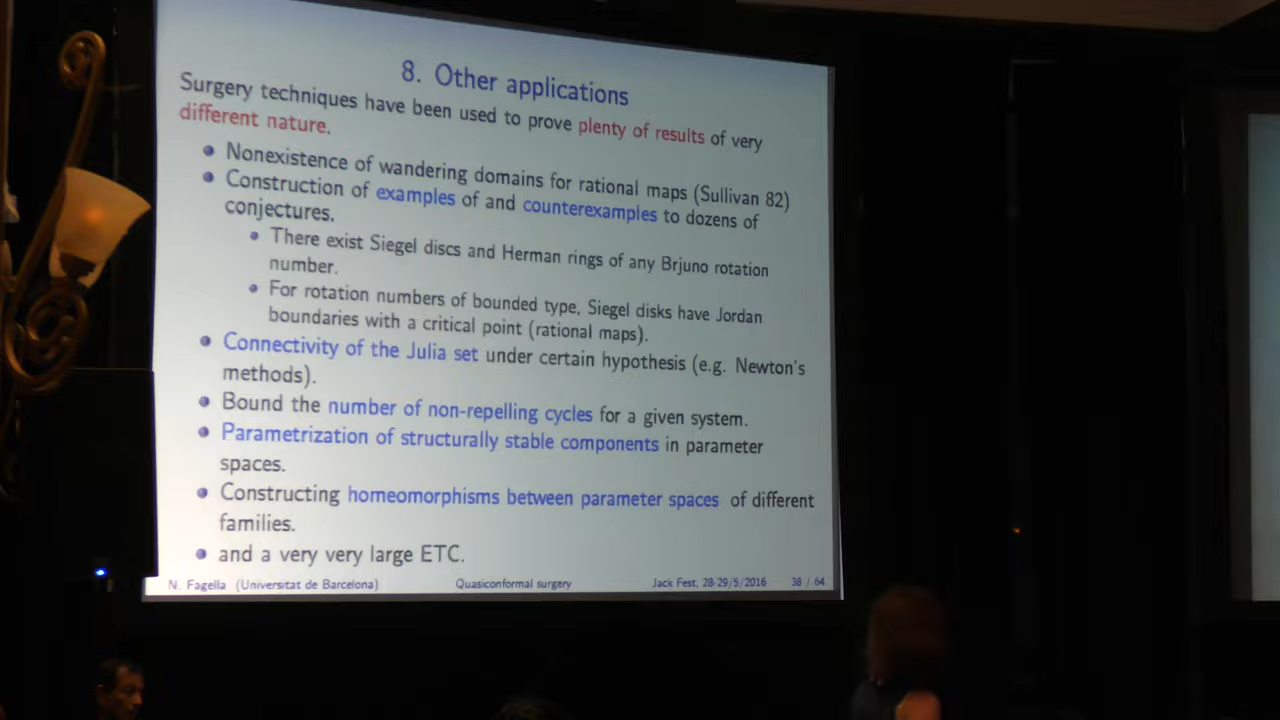 8. Other applications
Surgery techniques have been used to prove plenty of results of very
different nature.
Nonexistence of wandering domains for rational maps (Sullivan 82)
Construction of examples of and counterexamples to dozens of
conjectures.
There exist Siegel discs and Herman rings of any Brjuno rotation
number.
For rotation numbers of bounded type, Siegel disks have Jordan
boundaries with a critical point (rational maps).
Connectivity of the Julia set under certain hypothesis (e.g. Newton's
methods).
Bound the number of non-repelling cycles for a given system.
Parametrization of structurally stable components in parameter
spaces.
Constructing homeomorphisms between parameter spaces of different
families.
and a very very large ETC.
N. Fagella (Universitat de Barcelona) Quasiconformal surgery Jack Fest, 28-29/5/2016 38 / 64